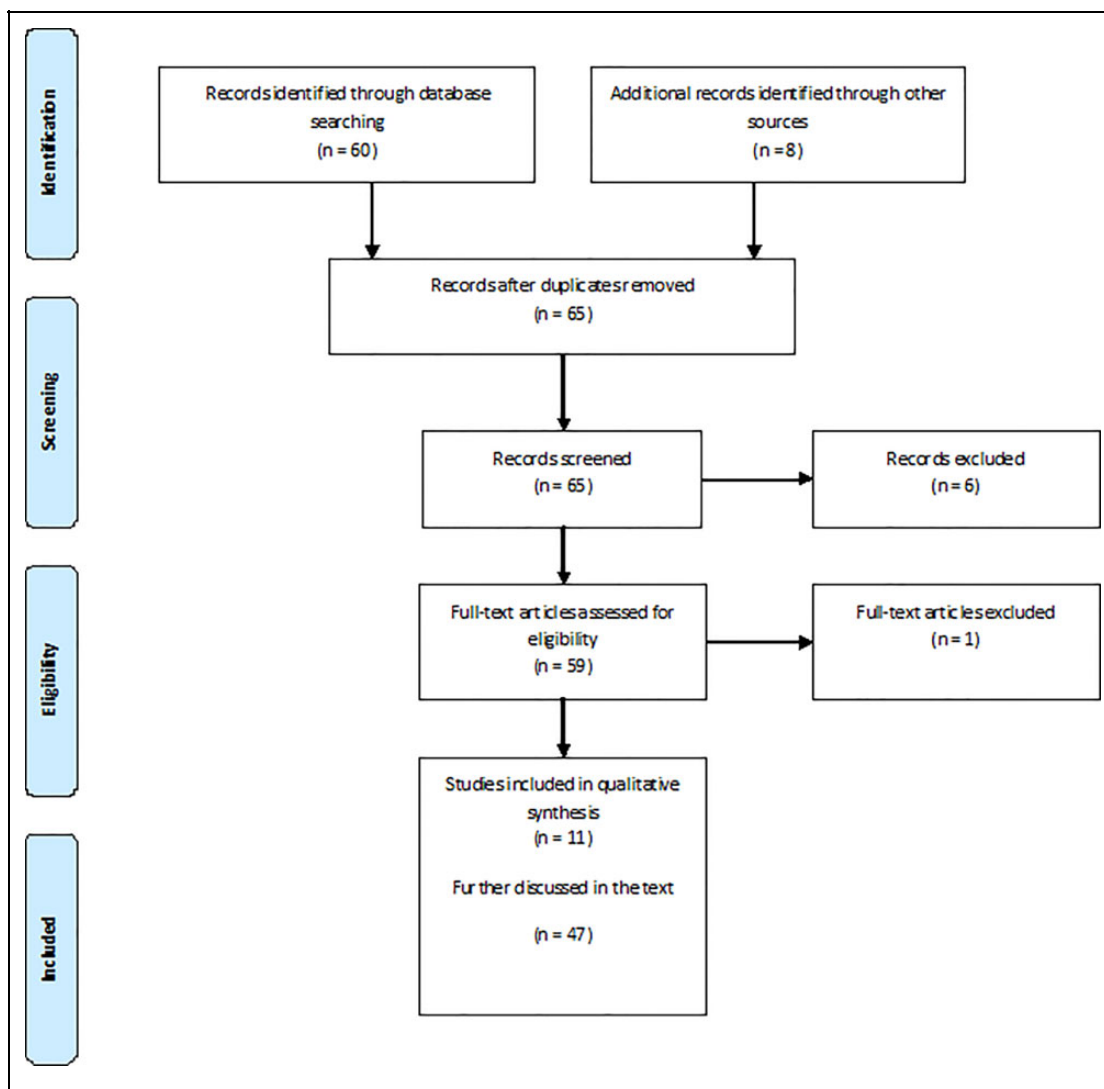 Identification
Records identified through database
searching
(n = 60)
Additional records identified through other
sources
(n = 8)
Records after duplicates removed
(n = 65)
Screening
Records screened
(n = 65)
Records excluded
(n = 6)
Eligibility
Full-text articles assessed for
eligibility
(n = 59)
Full-text articles excluded
(n = 1)
Included
Studies included in qualitative
synthesis
(n = 11)
Further discussed in the text
(n = 47)